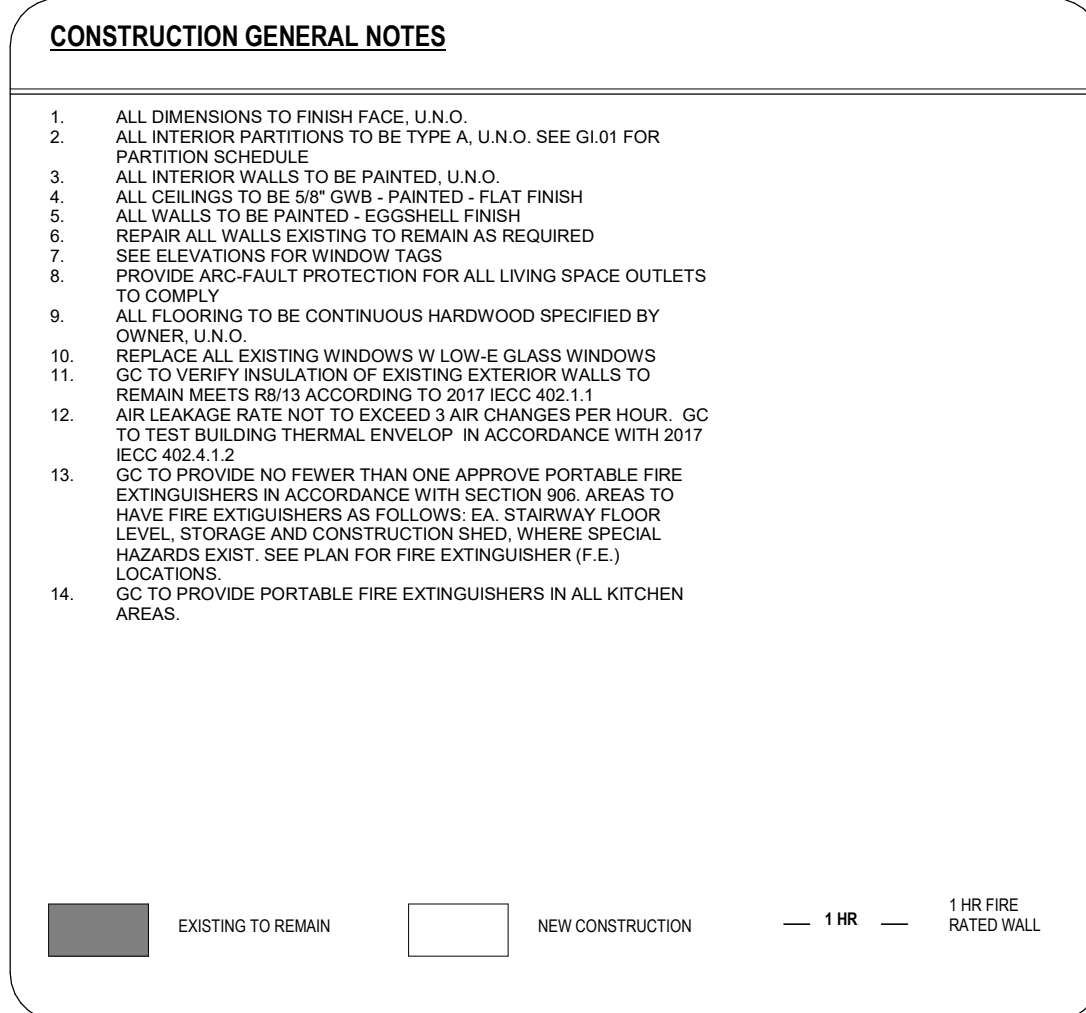 CONSTRUCTION GENERAL NOTES
1. ALL DIMENSIONS TO FINISH FACE, U.N.O.
2. ALL INTERIOR PARTITIONS TO BE TYPE A, U.N.O. SEE GI.01 FOR
PARTITION SCHEDULE
3. ALL INTERIOR WALLS TO BE PAINTED, U.N.O.
4. ALL CEILINGS TO BE 5/8" GWB - PAINTED - FLAT FINISH
5. ALL WALLS TO BE PAINTED - EGGSHELL FINISH
6. REPAIR ALL WALLS EXISTING TO REMAIN AS REQUIRED
7. SEE ELEVATIONS FOR WINDOW TAGS
8. PROVIDE ARC-FAULT PROTECTION FOR ALL LIVING SPACE OUTLETS
TO COMPLY
9. ALL FLOORING TO BE CONTINUOUS HARDWOOD SPECIFIED BY
OWNER, U.N.O.
10. REPLACE ALL EXISTING WINDOWS W LOW-E GLASS WINDOWS
11. GC TO VERIFY INSULATION OF EXISTING EXTERIOR WALLS TO
REMAIN MEETS R8/13 ACCORDING TO 2017 IECC 402.1.1
12. AIR LEAKAGE RATE NOT TO EXCEED 3 AIR CHANGES PER HOUR. GC
TO TEST BUILDING THERMAL ENVELOP IN ACCORDANCE WITH 2017
IECC 402.4.1.2
13. GC TO PROVIDE NO FEWER THAN ONE APPROVE PORTABLE FIRE
EXTINGUISHERS IN ACCORDANCE WITH SECTION 906. AREAS TO
HAVE FIRE EXTIGUISHERS AS FOLLOWS: EA. STAIRWAY FLOOR
LEVEL, STORAGE AND CONSTRUCTION SHED, WHERE SPECIAL
HAZARDS EXIST. SEE PLAN FOR FIRE EXTINGUISHER (F.E.)
LOCATIONS.
14. GC TO PROVIDE PORTABLE FIRE EXTINGUISHERS IN ALL KITCHEN
AREAS.
EXISTING TO REMAIN
NEW CONSTRUCTION
1 HR
1 HR FIRE
RATED WALL